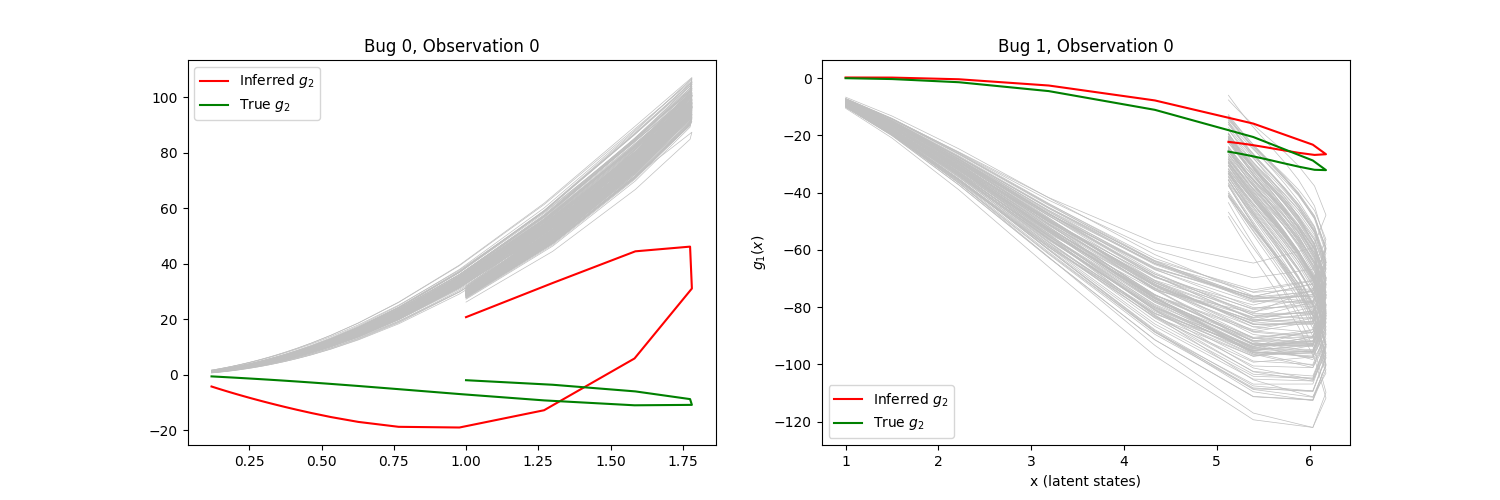 Bug 0, Observation 0
Inferred g₂
True g₂
100
80
60
40
20
0
−20
0.25 0.50 0.75 1.00 1.25 1.50 1.75
Bug 1, Observation 0
g₁(x)
0
−20
−40
−60
−80
−100
−120
Inferred g₂
True g₂
1 2 3 4 5 6
x (latent states)